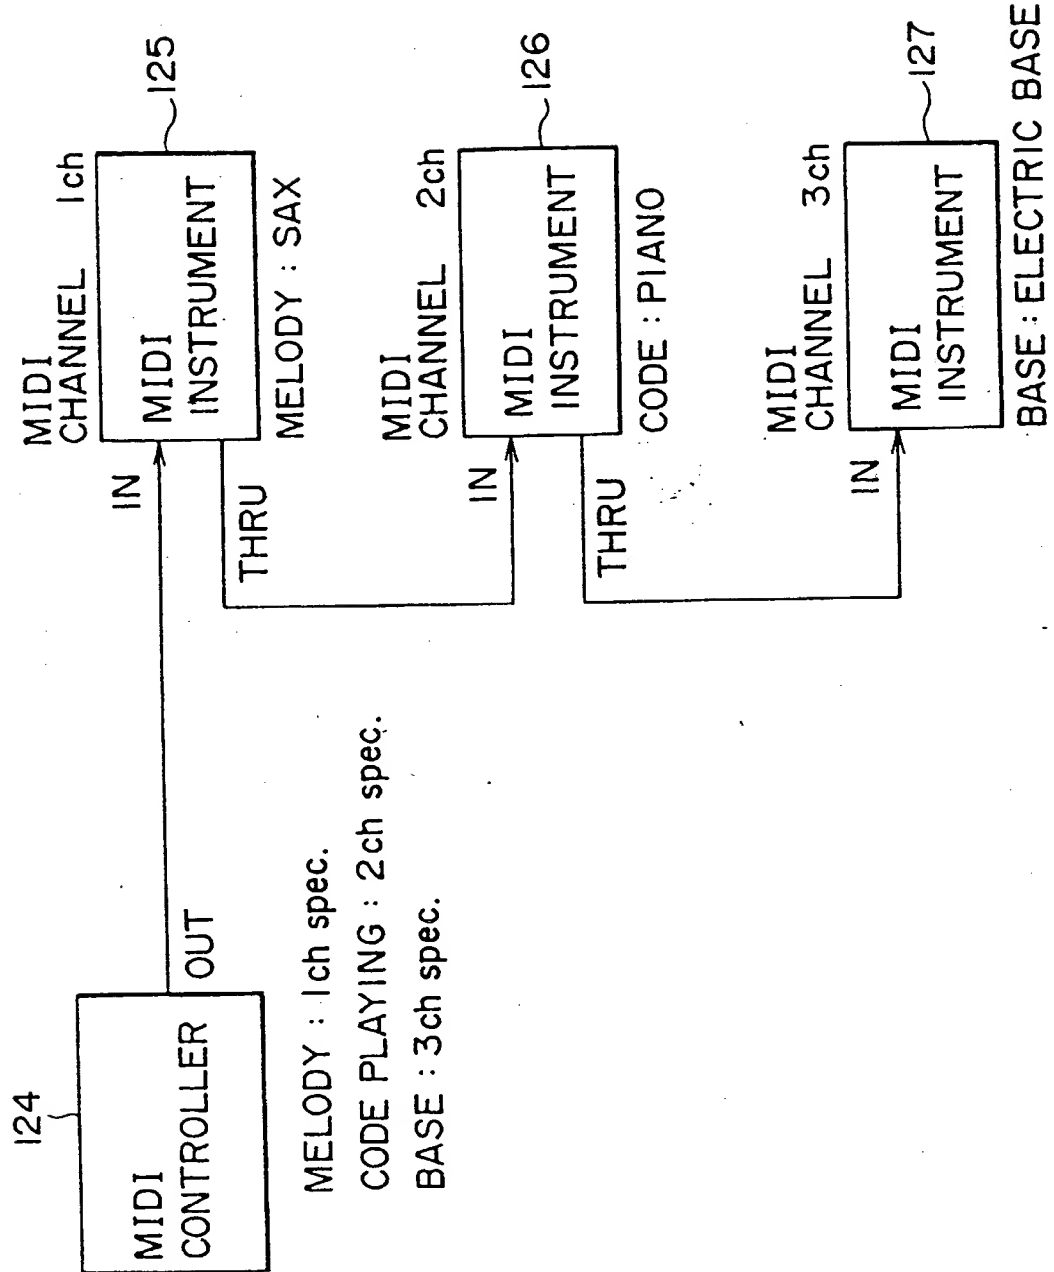 124
MIDI
CONTROLLER
OUT
MELODY : 1ch spec.
CODE PLAYING : 2ch spec.
BASE : 3ch spec.
MIDI
CHANNEL 1ch
IN
MIDI
INSTRUMENT
125
THRU
MELODY : SAX
MIDI
CHANNEL 2ch
IN
MIDI
INSTRUMENT
126
THRU
CODE : PIANO
MIDI
CHANNEL 3ch
IN
MIDI
INSTRUMENT
127
BASE : ELECTRIC BASE